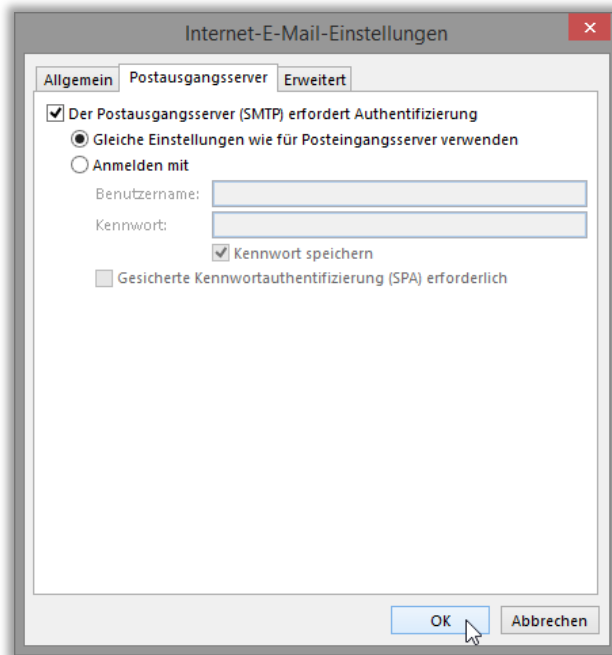 Internet-E-Mail-Einstellungen
Allgemein Postausgangsserver Erweitert
Der Postausgangsserver (SMTP) erfordert Authentifizierung
Gleiche Einstellungen wie für Posteingangsserver verwenden
Anmelden mit
Benutzername:
Kennwort:
Kennwort speichern
Gesicherte Kennwortauthentifizierung (SPA) erforderlich
OK Abbrechen